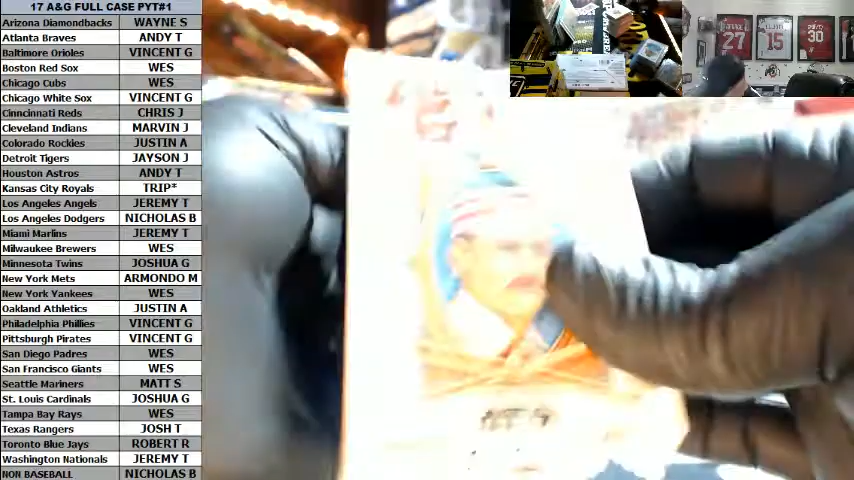 17 A&G FULL CASE PYT#1
Arizona Diamondbacks WAYNE S
Atlanta Braves ANDY T
Baltimore Orioles VINCENT G
Boston Red Sox WES
Chicago Cubs WES
Chicago White Sox VINCENT G
Cinncinati Reds CHRIS J
Cleveland Indians MARVIN J
Colorado Rockies JUSTIN A
Detroit Tigers JAYSON J
Houston Astros ANDY T
Kansas City Royals TRIP*
Los Angeles Angels JEREMY T
Los Angeles Dodgers NICHOLAS B
Miami Marlins JEREMY T
Milwaukee Brewers WES
Minnesota Twins JOSHUA G
New York Mets ARMONDO M
New York Yankees WES
Oakland Athletics JUSTIN A
Philadelphia Phillies VINCENT G
Pittsburgh Pirates VINCENT G
San Diego Padres WES
San Francisco Giants WES
Seattle Mariners MATT S
St. Louis Cardinals JOSHUA G
Tampa Bay Rays WES
Texas Rangers JOSH T
Toronto Blue Jays ROBERT R
Washington Nationals JEREMY T
NON BASEBALL NICHOLAS B
27
15
30